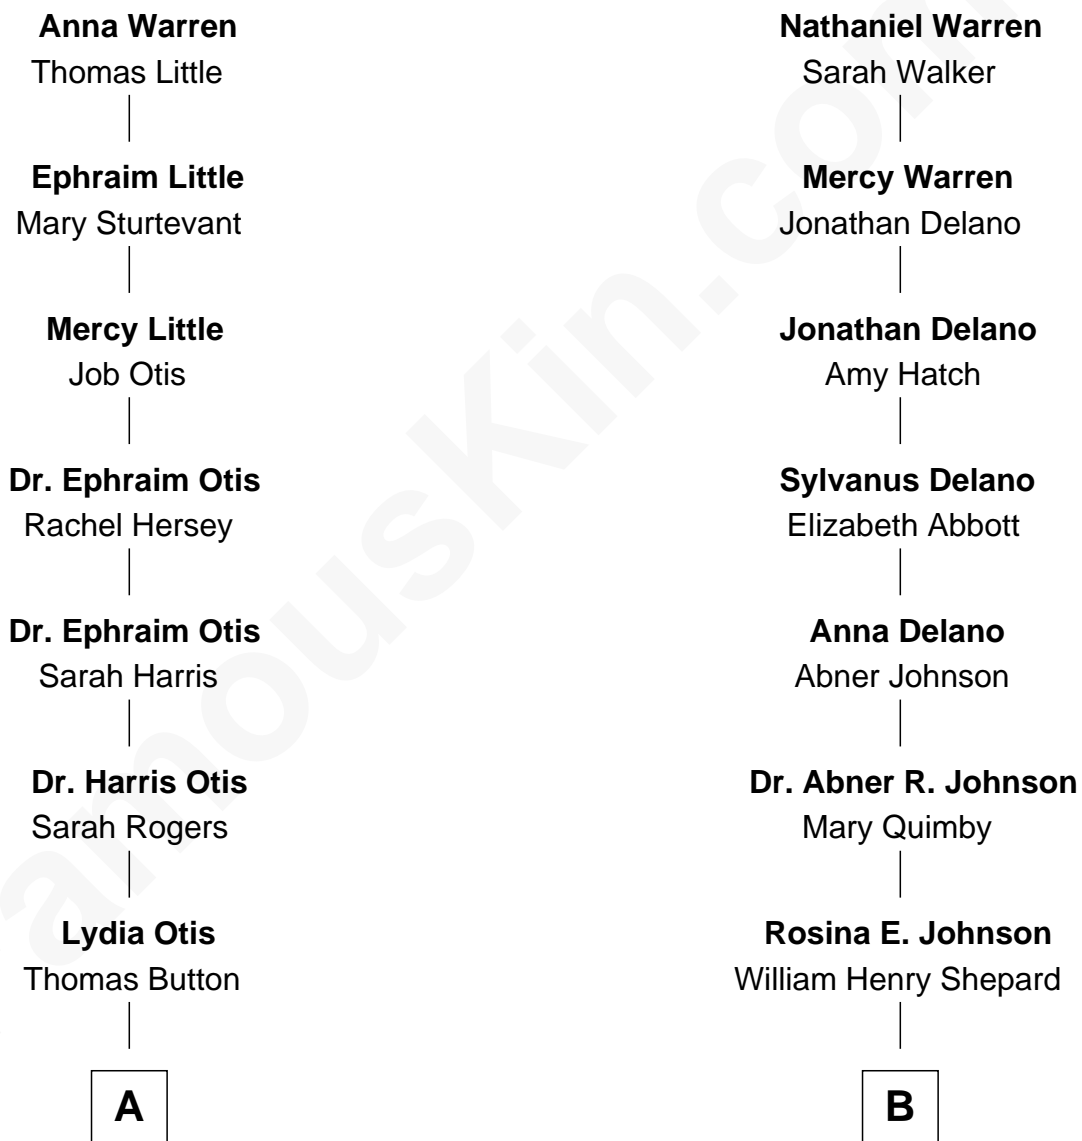 Anna Warren
Thomas Little
Ephraim Little
Mary Sturtevant
Mercy Little
Job Otis
Dr. Ephraim Otis
Rachel Hersey
Dr. Ephraim Otis
Sarah Harris
Dr. Harris Otis
Sarah Rogers
Lydia Otis
Thomas Button
A
Nathaniel Warren
Sarah Walker
Mercy Warren
Jonathan Delano
Jonathan Delano
Amy Hatch
Sylvanus Delano
Elizabeth Abbott
Anna Delano
Abner Johnson
Dr. Abner R. Johnson
Mary Quimby
Rosina E. Johnson
William Henry Shepard
B
amousKin.com